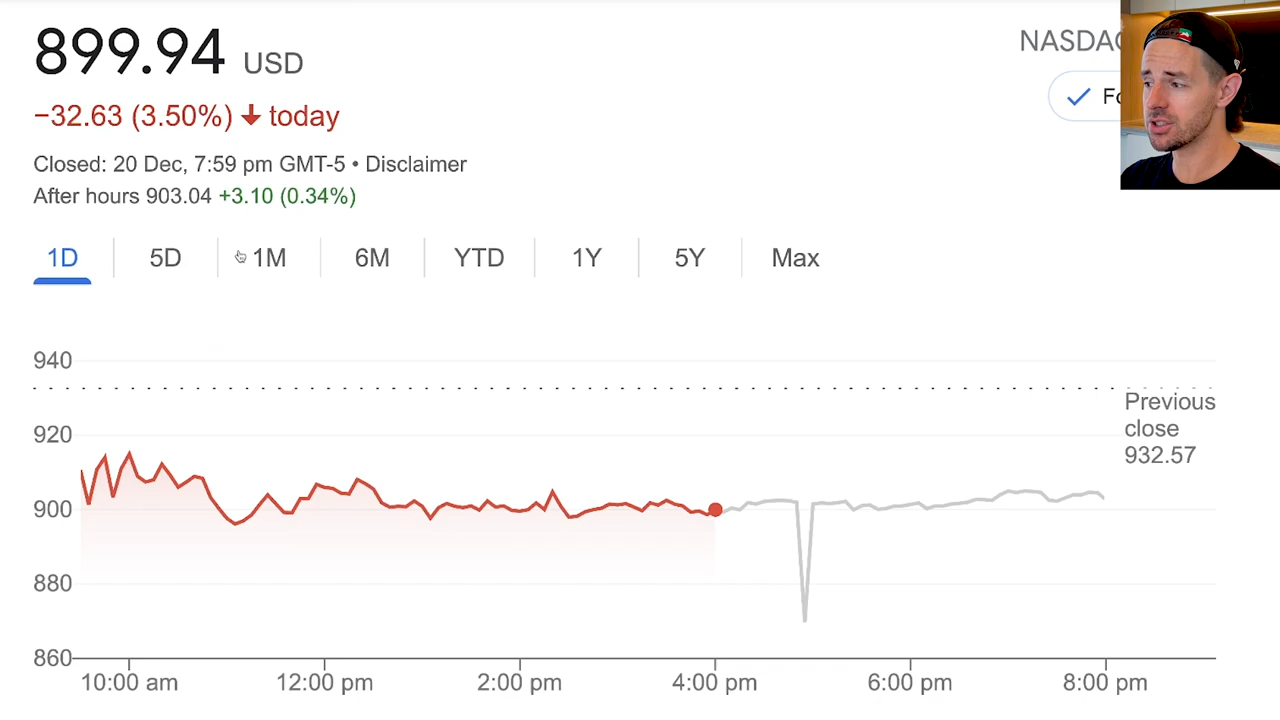 899.94 USD
−32.63 (3.50%) ↓ today
Closed: 20 Dec, 7:59 pm GMT-5 • Disclaimer
After hours 903.04 +3.10 (0.34%)
1D 5D 1M 6M YTD 1Y 5Y Max
940
920
900
880
860
Previous
close
932.57
10:00 am 12:00 pm 2:00 pm 4:00 pm 6:00 pm 8:00 pm